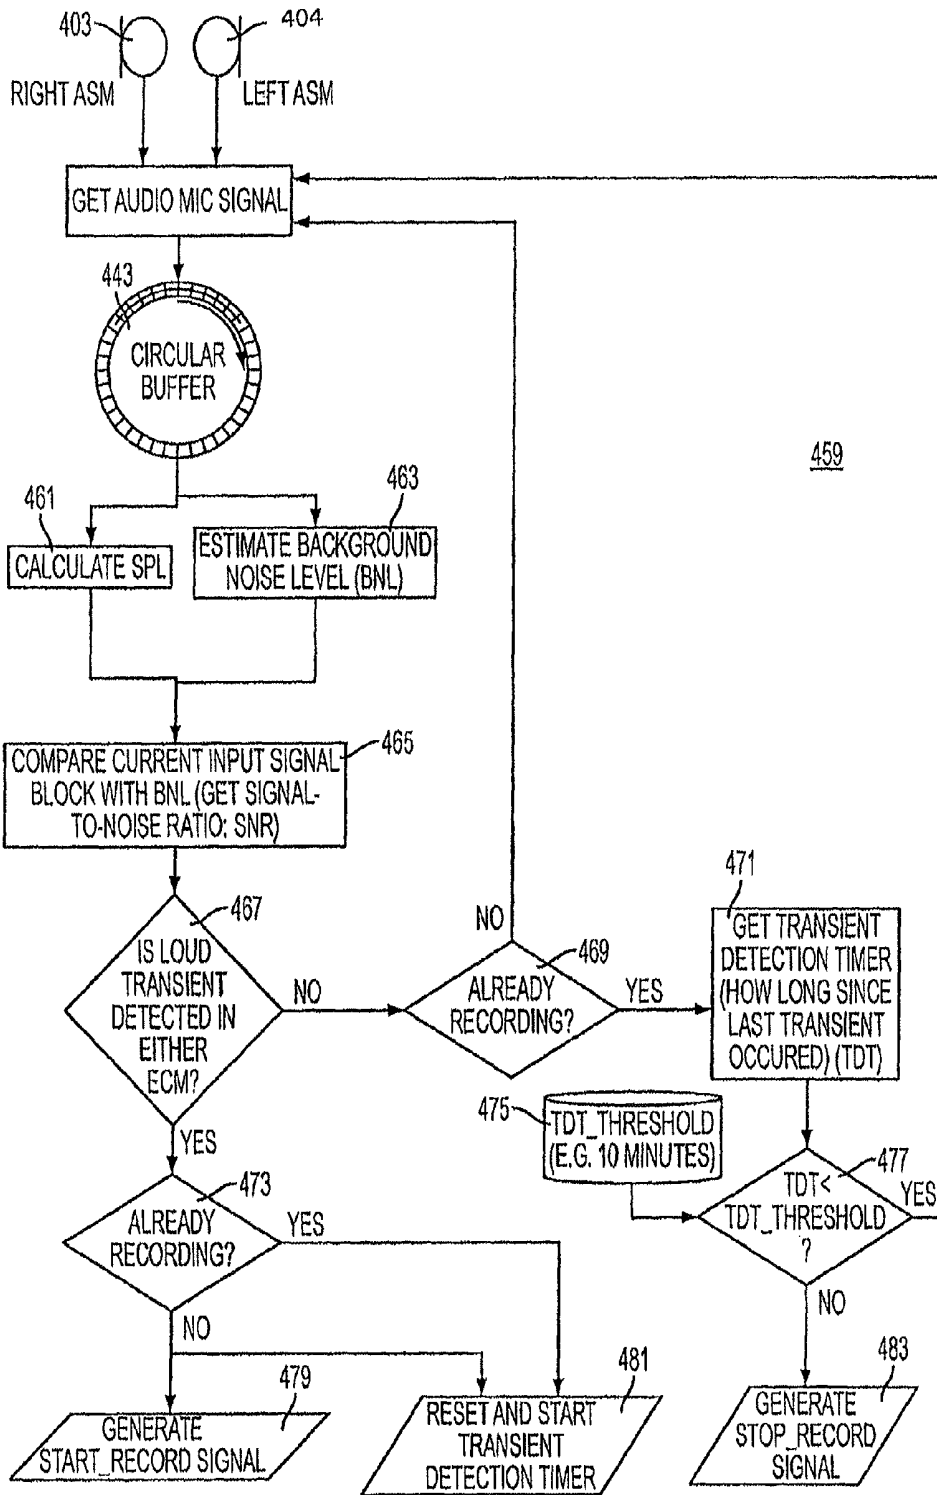 403
404
RIGHT ASM
LEFT ASM
GET AUDIO MIC SIGNAL
443
CIRCULAR
BUFFER
459
461
CALCULATE SPL
463
ESTIMATE BACKGROUND
NOISE LEVEL (BNL)
465
COMPARE CURRENT INPUT SIGNAL
BLOCK WITH BNL (GET SIGNAL-
TO-NOISE RATIO: SNR)
467
IS LOUD
TRANSIENT
DETECTED IN
EITHER
ECM?
NO
YES
469
ALREADY
RECORDING?
NO
YES
471
GET TRANSIENT
DETECTION TIMER
(HOW LONG SINCE
LAST TRANSIENT
OCCURED) (TDT)
475
TDT_THRESHOLD
(E.G. 10 MINUTES)
477
TDT<
TDT_THRESHOLD
?
YES
NO
473
ALREADY
RECORDING?
YES
NO
479
GENERATE
START_RECORD SIGNAL
481
RESET AND START
TRANSIENT
DETECTION TIMER
483
GENERATE
STOP_RECORD
SIGNAL